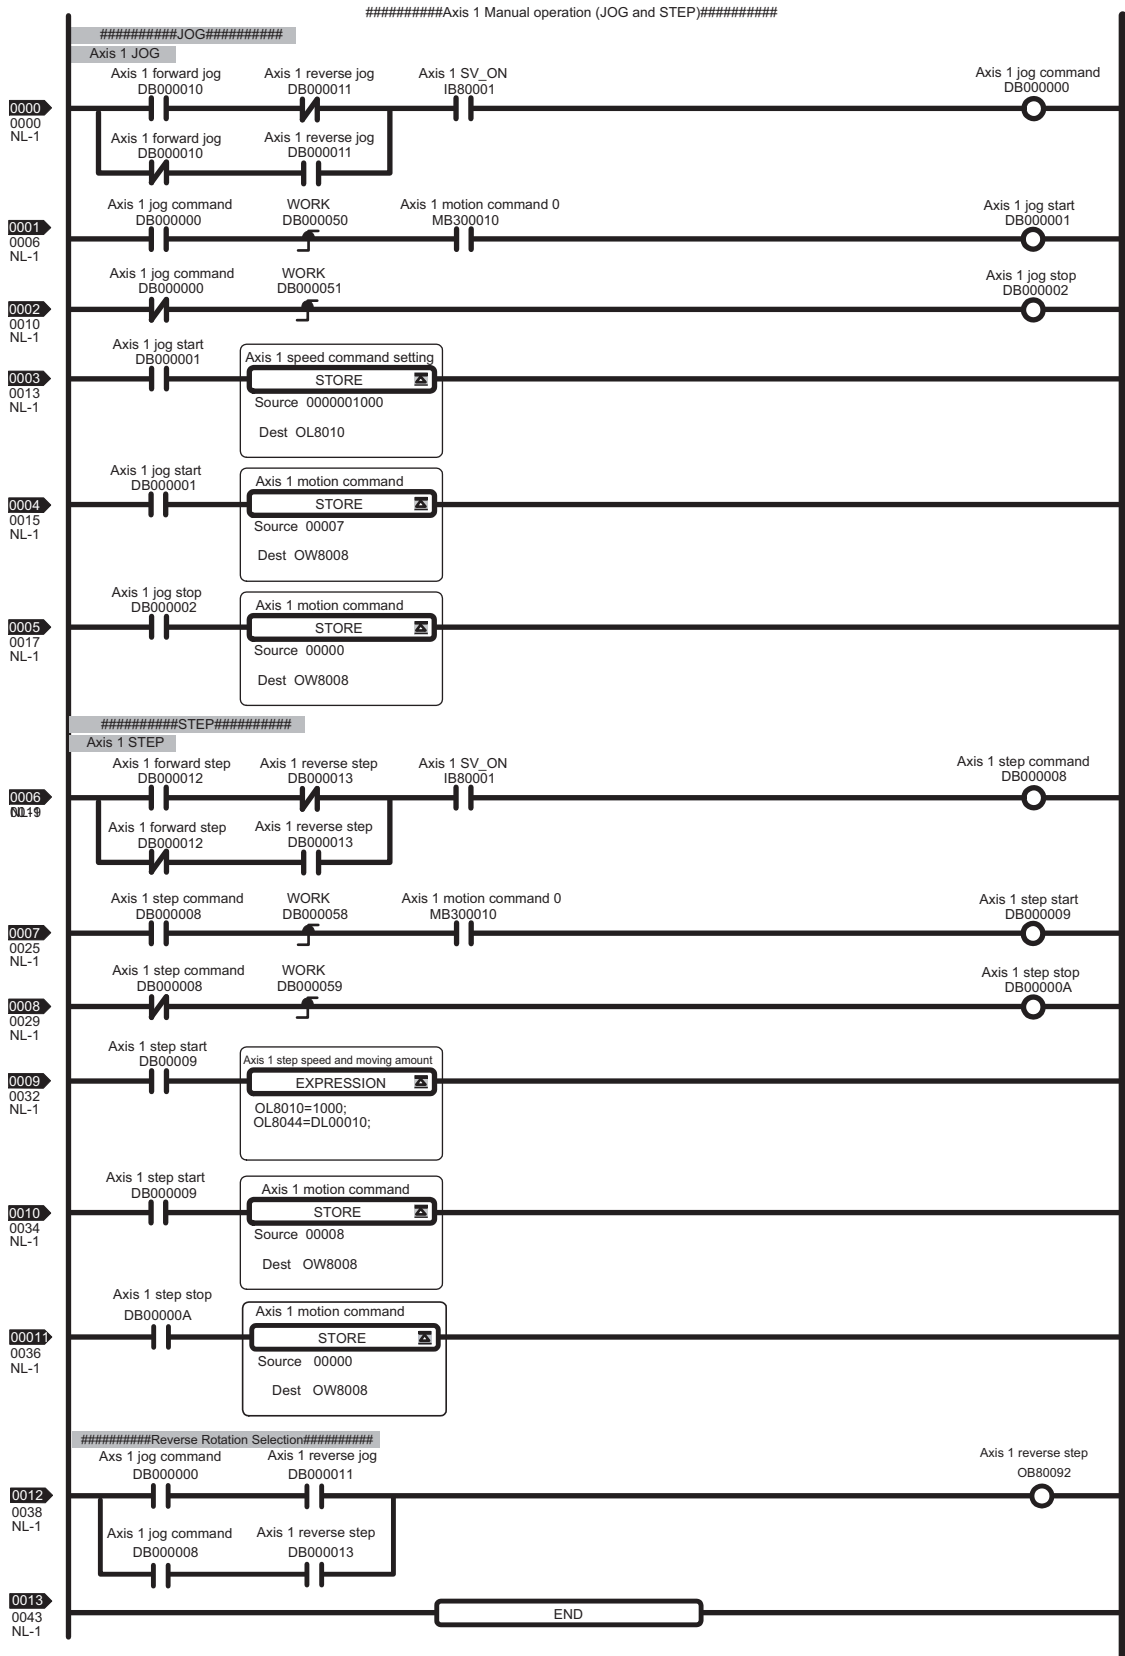 ##########Axis 1 Manual operation (JOG and STEP)##########
##########JOG##########
Axis 1 JOG
Axis 1 forward jog Axis 1 reverse jog Axis 1 SV_ON Axis 1 jog command
DB000010 DB000011 IB80001 DB000000
0000
0000
NL-1
Axis 1 forward jog Axis 1 reverse jog
DB000010 DB000011
Axis 1 jog command WORK Axis 1 motion command 0 Axis 1 jog start
DB000000 DB000050 MB300010 DB000001
0001
0006
NL-1
Axis 1 jog command WORK Axis 1 jog stop
DB000000 DB000051 DB000002
0002
0010
NL-1
Axis 1 jog start
DB000001 Axis 1 speed command setting
0003 STORE
0013
NL-1
Source 0000001000
Dest OL8010
Axis 1 jog start
DB000001 Axis 1 motion command
0004 STORE
0015
NL-1
Source 00007
Dest OW8008
Axis 1 jog stop
DB000002 Axis 1 motion command
0005 STORE
0017
NL-1
Source 00000
Dest OW8008
##########STEP##########
Axis 1 STEP
Axis 1 forward step Axis 1 reverse step Axis 1 SV_ON Axis 1 step command
DB000012 DB000013 IB80001 DB000008
0006
0019
NL-1
Axis 1 forward step Axis 1 reverse step
DB000012 DB000013
Axis 1 step command WORK Axis 1 motion command 0 Axis 1 step start
DB000008 DB000058 MB300010 DB000009
0007
0025
NL-1
Axis 1 step command WORK Axis 1 step stop
DB000008 DB000059 DB00000A
0008
0029
NL-1
Axis 1 step start
DB00009 Axis 1 step speed and moving amount
0009 EXPRESSION
0032
NL-1
OL8010=1000;
OL8044=DL00010;
Axis 1 step start
DB000009 Axis 1 motion command
0010 STORE
0034
NL-1
Source 00008
Dest OW8008
Axis 1 step stop
DB00000A Axis 1 motion command
00011 STORE
0036
NL-1
Source 00000
Dest OW8008
##########Reverse Rotation Selection##########
Axs 1 jog command Axis 1 reverse jog Axis 1 reverse step
DB000000 DB000011 OB80092
0012
0038
NL-1
Axis 1 jog command Axis 1 reverse step
DB000008 DB000013
0013
0043
NL-1
END